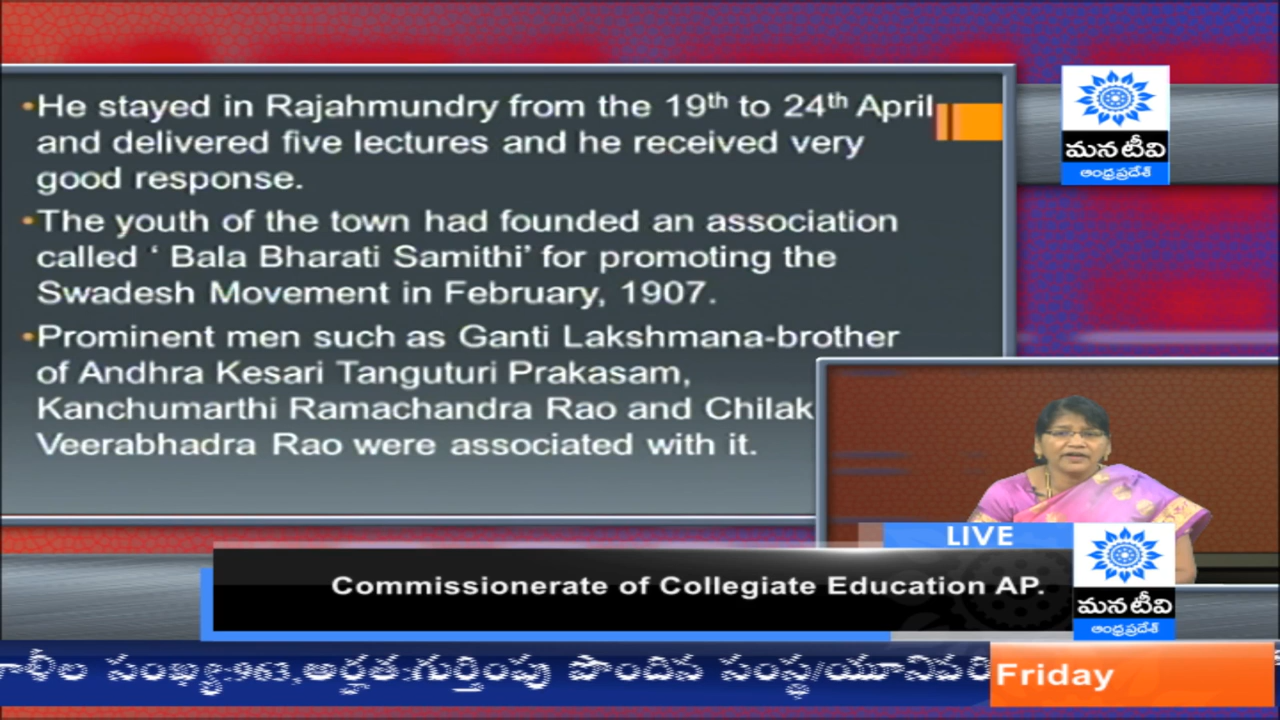 •He stayed in Rajahmundry from the 19th to 24th April
and delivered five lectures and he received very
good response.
•The youth of the town had founded an association
called ‘ Bala Bharati Samithi’ for promoting the
Swadesh Movement in February, 1907.
•Prominent men such as Ganti Lakshmana-brother
of Andhra Kesari Tanguturi Prakasam,
Kanchumarthi Ramachandra Rao and Chilak
Veerabhadra Rao were associated with it.
మన టీవి
ఆంధ్రప్రదేశ్
LIVE
Commissionerate of Collegiate Education AP.
మన టీవి
ఆంధ్రప్రదేశ్
సంఖ్య:963,అర్హత:గుర్తింపు పొందిన సంస్థ/యూనివ
Friday